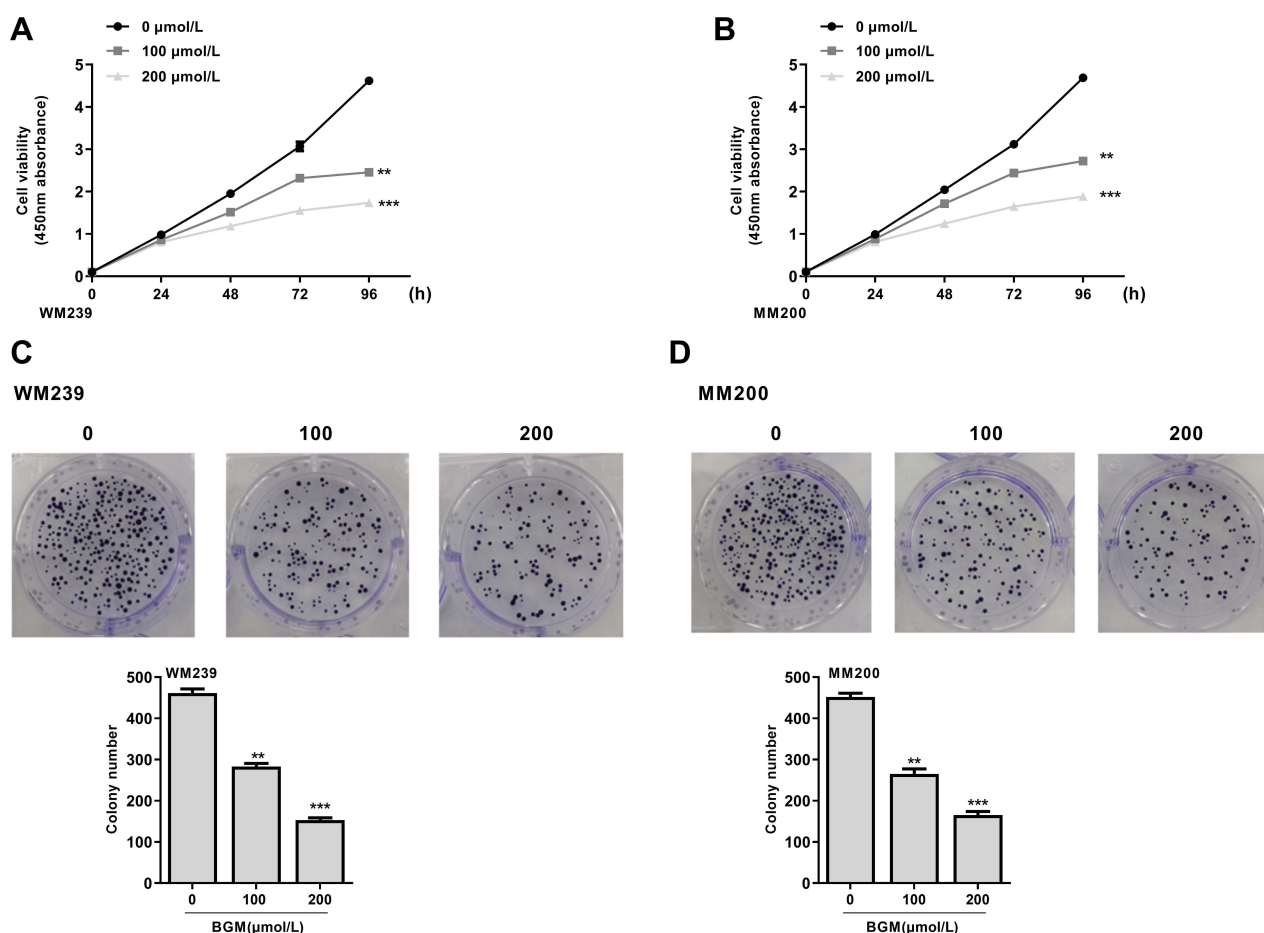 A
0 µmol/L
100 µmol/L
200 µmol/L
Cell viability
(450nm absorbance)
5
4
3
2
1
0
**
***
0 24 48 72 96 (h)
WM239
B
0 µmol/L
100 µmol/L
200 µmol/L
Cell viability
(450nm absorbance)
5
4
3
2
1
0
**
***
0 24 48 72 96 (h)
MM200
C
WM239
0 100 200
D
MM200
0 100 200
WM239
Colony number
500
400
300
200
100
0
**
***
0 100 200
BGM(µmol/L)
MM200
Colony number
500
400
300
200
100
0
**
***
0 100 200
BGM(µmol/L)